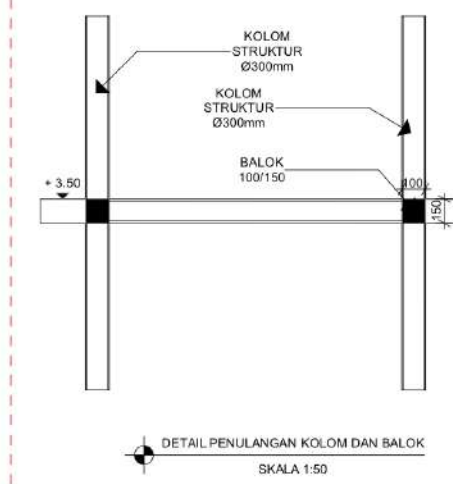 KOLOM
STRUKTUR
Ø300mm
KOLOM
STRUKTUR
Ø300mm
BALOK
100/150
+ 3.50
100
150
DETAIL PENULANGAN KOLOM DAN BALOK
SKALA 1:50